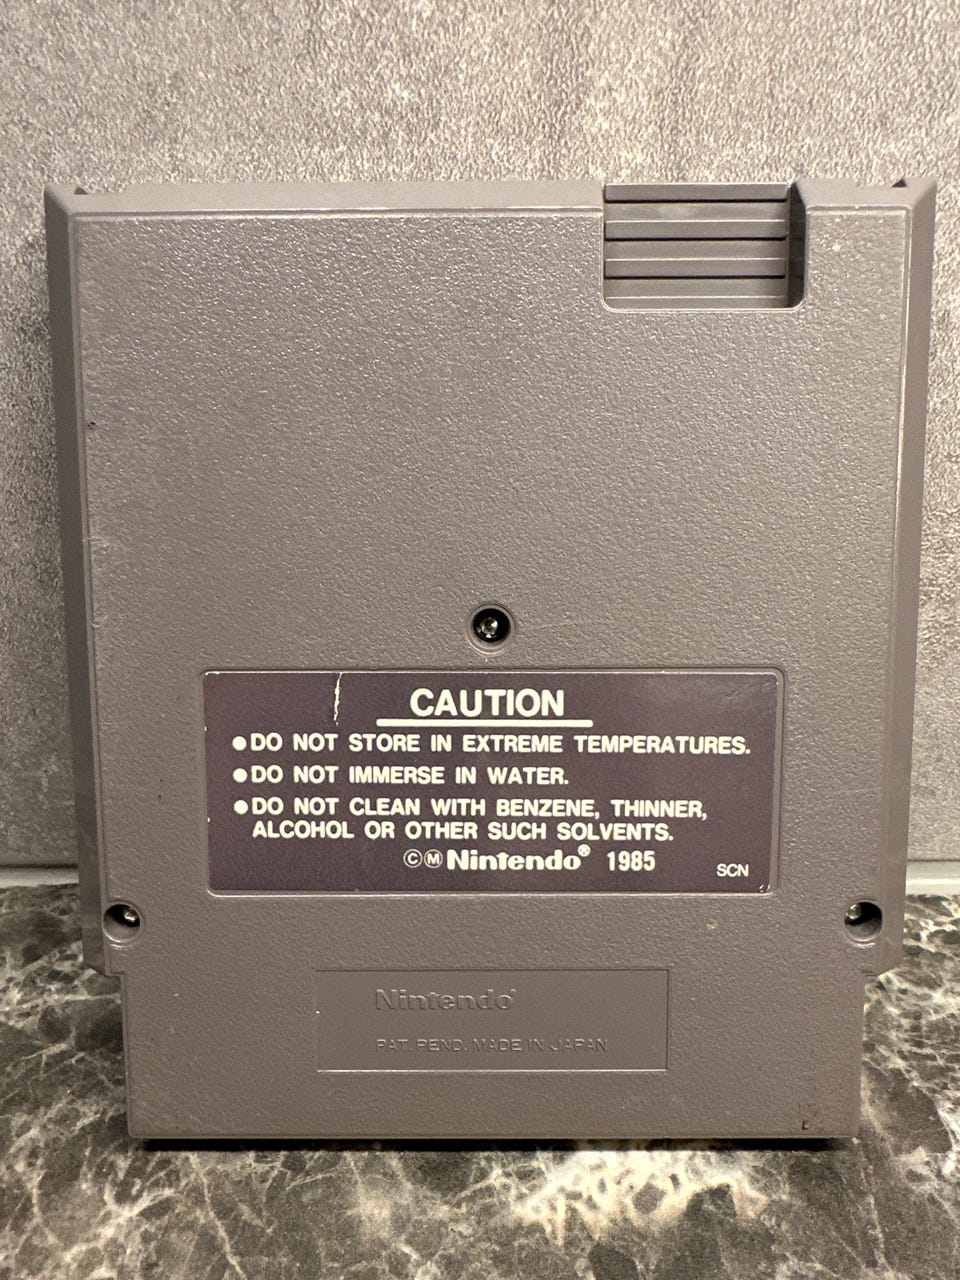 CAUTION
●DO NOT STORE IN EXTREME TEMPERATURES.
●DO NOT IMMERSE IN WATER.
●DO NOT CLEAN WITH BENZENE, THINNER,
ALCOHOL OR OTHER SUCH SOLVENTS.
©Ⓜ Nintendo® 1985 SCN
Nintendo®
PAT. PEND. MADE IN JAPAN